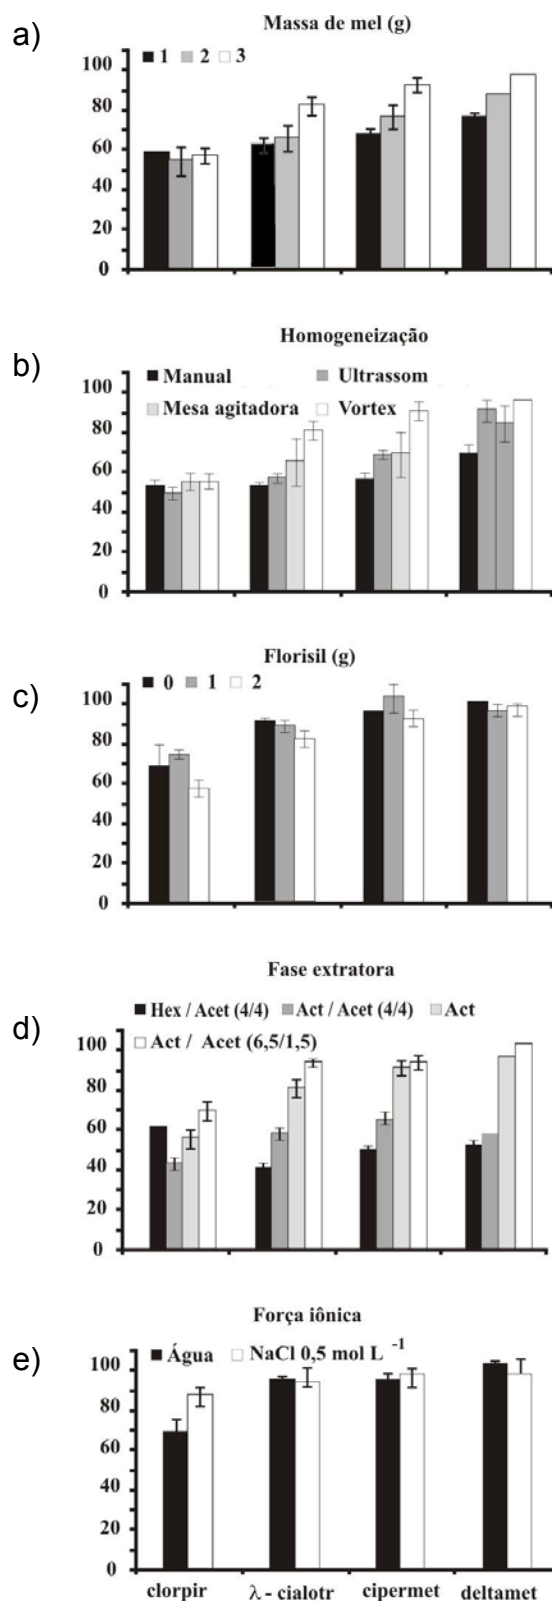 a)
Massa de mel (g)
1 2 3
100
80
60
40
20
0
b)
Homogeneização
Manual Ultrassom
Mesa agitadora Vortex
100
80
60
40
20
0
c)
Florisil (g)
0 1 2
100
80
60
40
20
0
d)
Fase extratora
Hex / Acet (4/4) Act / Acet (4/4) Act
Act / Acet (6,5/1,5)
100
80
60
40
20
0
e)
Força iônica
Água NaCl 0,5 mol L -1
100
80
60
40
20
0
clorpir λ - cialotr cipermet deltamet